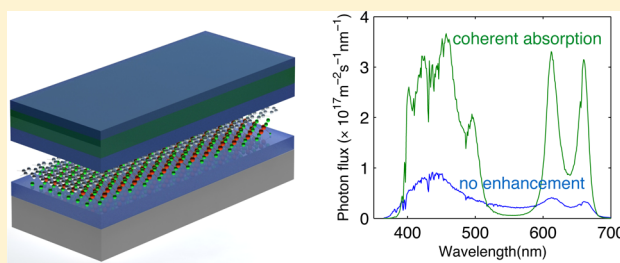 coherent absorption
no enhancement
Photon flux(× 10¹⁷m⁻²s⁻¹nm⁻¹)
4
3
2
1
0
400 500 600 700
Wavelength(nm)